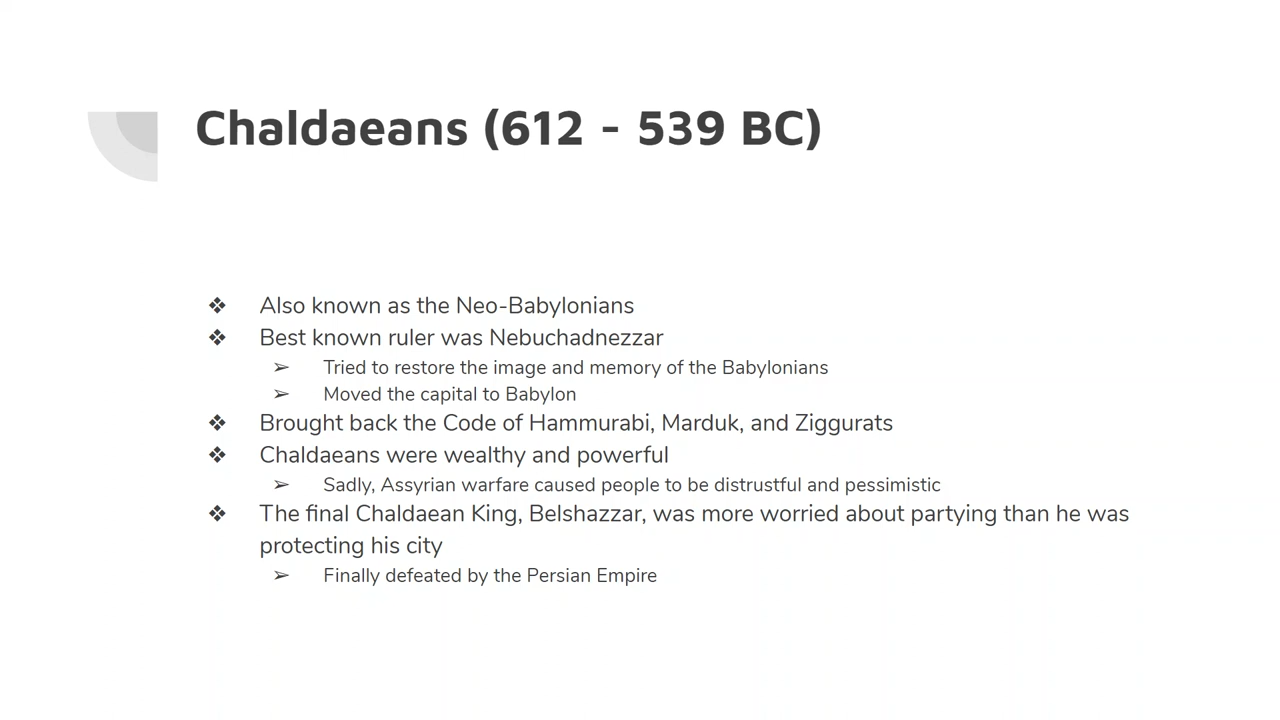 Chaldaeans (612 - 539 BC)
❖ Also known as the Neo-Babylonians
❖ Best known ruler was Nebuchadnezzar
➢ Tried to restore the image and memory of the Babylonians
➢ Moved the capital to Babylon
❖ Brought back the Code of Hammurabi, Marduk, and Ziggurats
❖ Chaldaeans were wealthy and powerful
➢ Sadly, Assyrian warfare caused people to be distrustful and pessimistic
❖ The final Chaldaean King, Belshazzar, was more worried about partying than he was
protecting his city
➢ Finally defeated by the Persian Empire